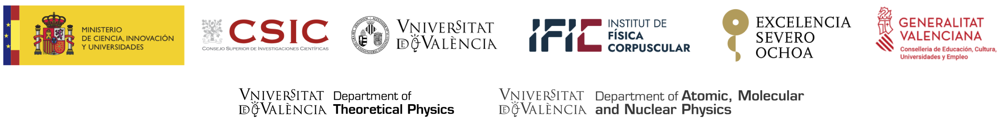 MINISTERIO
DE CIENCIA, INNOVACIÓN
Y UNIVERSIDADES
CSIC
CONSEJO SUPERIOR DE INVESTIGACIONES CIENTÍFICAS
VNIVERSITAT
DE VALÈNCIA
IFIC
INSTITUT DE
FÍSICA
CORPUSCULAR
EXCELENCIA
SEVERO
OCHOA
GENERALITAT
VALENCIANA
Conselleria de Educación, Cultura,
Universidades y Empleo
VNIVERSITAT
DE VALÈNCIA
Department of
Theoretical Physics
VNIVERSITAT
DE VALÈNCIA
Department of Atomic, Molecular
and Nuclear Physics